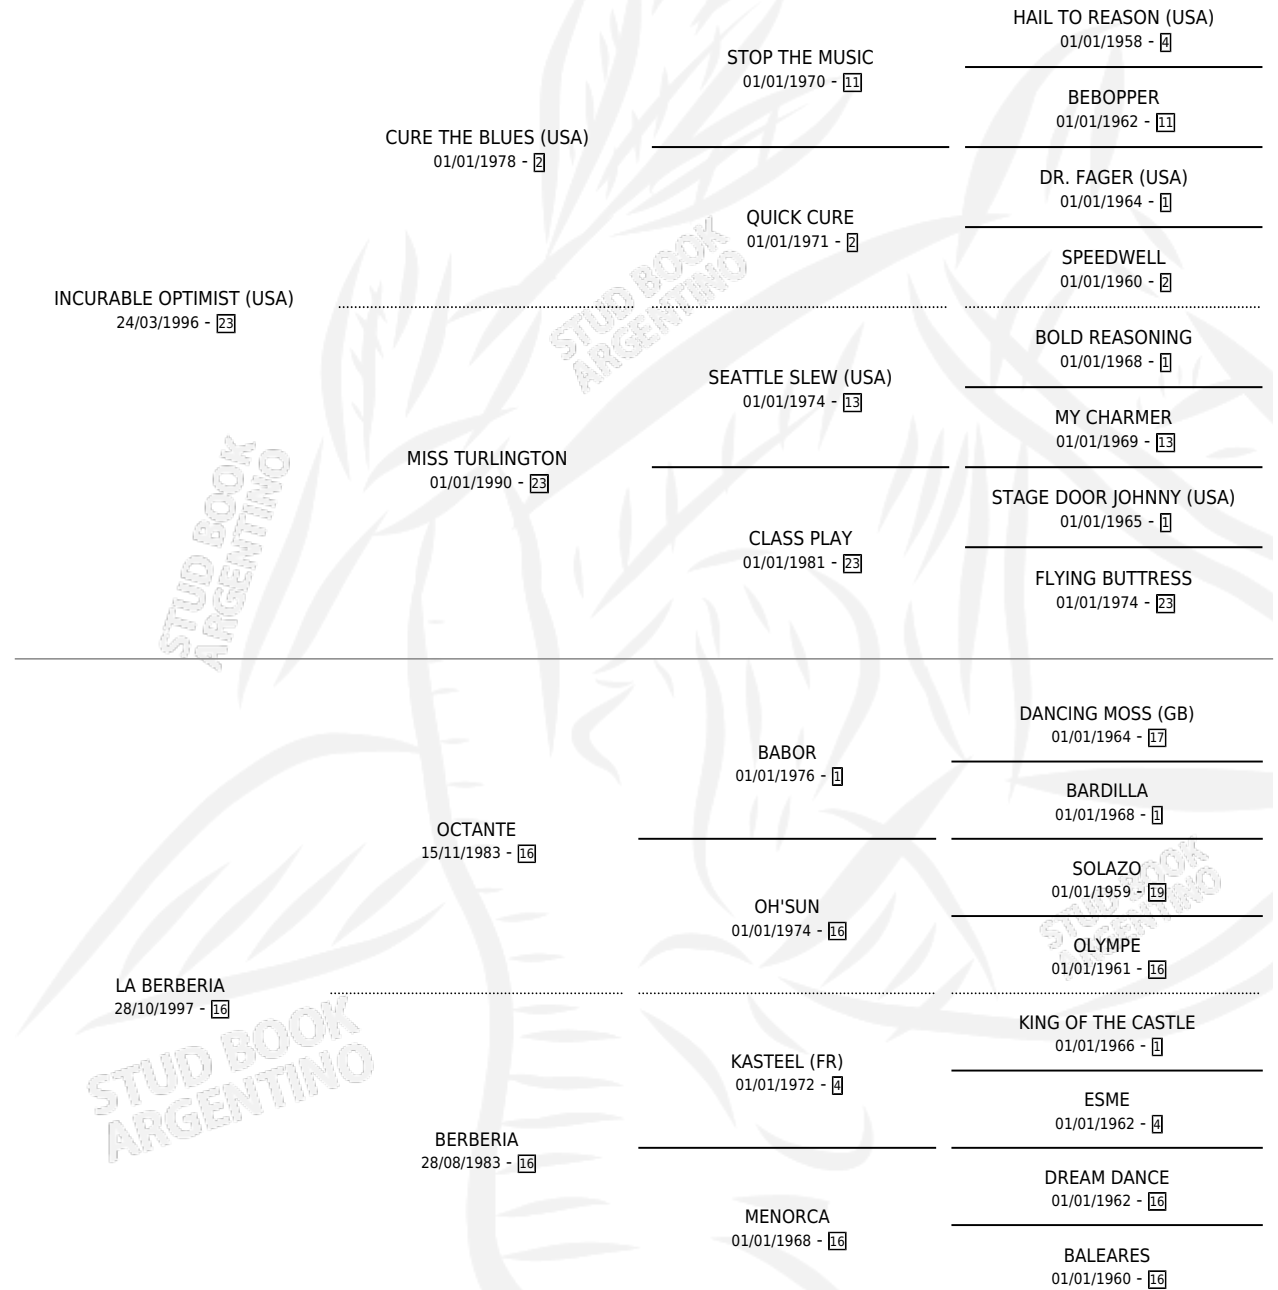 HAIL TO REASON (USA)
01/01/1958 - 4
STOP THE MUSIC
01/01/1970 - 11
BEBOPPER
01/01/1962 - 11
CURE THE BLUES (USA)
01/01/1978 - 2
DR. FAGER (USA)
01/01/1964 - 1
QUICK CURE
01/01/1971 - 2
SPEEDWELL
01/01/1960 - 2
INCURABLE OPTIMIST (USA)
24/03/1996 - 23
BOLD REASONING
01/01/1968 - 1
SEATTLE SLEW (USA)
01/01/1974 - 13
MY CHARMER
01/01/1969 - 13
MISS TURLINGTON
01/01/1990 - 23
STAGE DOOR JOHNNY (USA)
01/01/1965 - 1
CLASS PLAY
01/01/1981 - 23
FLYING BUTTRESS
01/01/1974 - 23
DANCING MOSS (GB)
01/01/1964 - 17
BABOR
01/01/1976 - 1
BARDILLA
01/01/1968 - 1
OCTANTE
15/11/1983 - 16
SOLAZO
01/01/1959 - 19
OH'SUN
01/01/1974 - 16
OLYMPE
01/01/1961 - 16
LA BERBERIA
28/10/1997 - 16
KING OF THE CASTLE
01/01/1966 - 1
KASTEEL (FR)
01/01/1972 - 4
ESME
01/01/1962 - 4
BERBERIA
28/08/1983 - 16
DREAM DANCE
01/01/1962 - 16
MENORCA
01/01/1968 - 16
BALEARES
01/01/1960 - 16
STUD BOOK
ARGENTINO
STUD BOOK
ARGENTINO
STUD BOOK
ARGENTINO
STUD BOOK
ARGENTINO